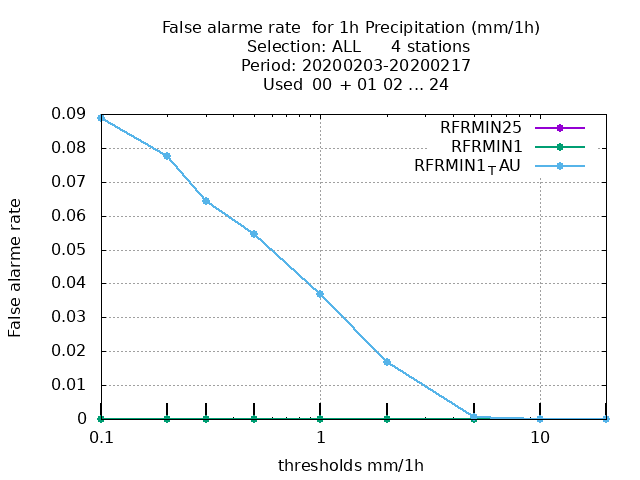 False alarme rate  for 1h Precipitation (mm/1h)
Selection: ALL      4 stations
Period: 20200203-20200217
Used  00 + 01 02 ... 24
RFRMIN25
RFRMIN1
RFRMIN1TAU
False alarme rate
0.09
0.08
0.07
0.06
0.05
0.04
0.03
0.02
0.01
0
0.1 1 10
thresholds mm/1h